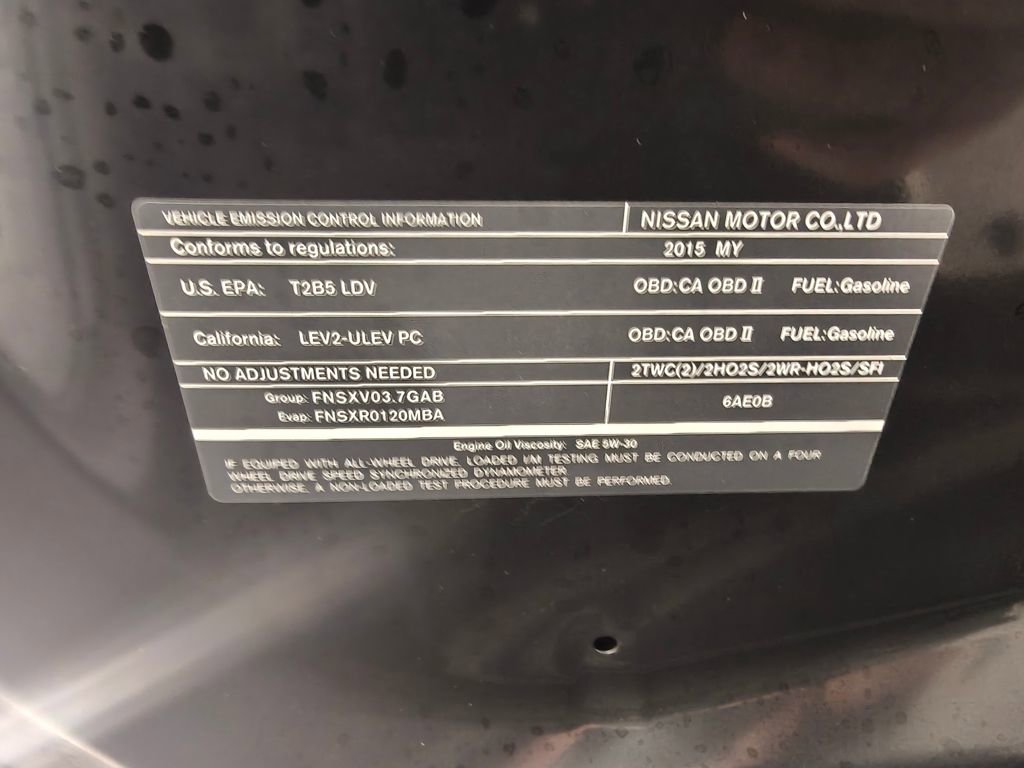 VEHICLE EMISSION CONTROL INFORMATION NISSAN MOTOR CO.,LTD
Conforms to regulations: 2015 MY
U.S. EPA: T2B5 LDV OBD:CA OBD II FUEL:Gasoline
California: LEV2-ULEV PC OBD:CA OBD II FUEL:Gasoline
NO ADJUSTMENTS NEEDED 2TWC(2)/2HO2S/2WR-HO2S/SFI
Group: FNSXV03.7GAB
6AE0B
Evap: FNSXR0120MBA
Engine Oil Viscosity: SAE 5W-30
IF EQUIPED WITH ALL-WHEEL DRIVE, LOADED I/M TESTING MUST BE CONDUCTED ON A FOUR
WHEEL DRIVE SPEED SYNCHRONIZED DYNAMOMETER.
OTHERWISE, A NON-LOADED TEST PROCEDURE MUST BE PERFORMED.